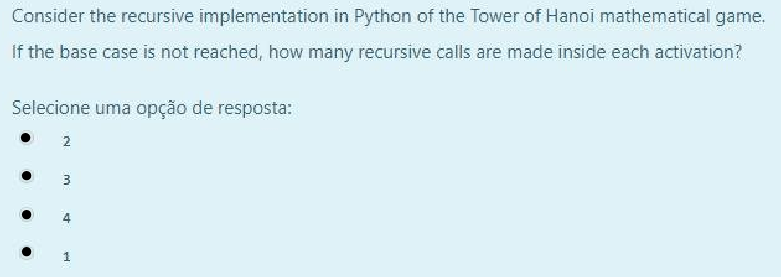 Consider the recursive implementation in Python of the Tower of Hanoi mathematical game.
If the base case is not reached, how many recursive calls are made inside each activation?
Selecione uma opção de resposta:
2
3
4
1